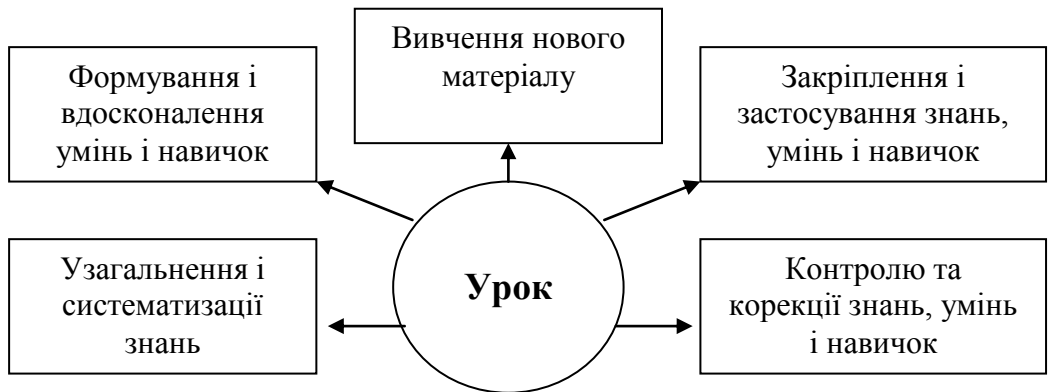 Вивчення нового
матеріалу
Формування і
вдосконалення
умінь і навичок
Закріплення і
застосування знань,
умінь і навичок
Узагальнення і
систематизації
знань
Урок
Контролю та
корекції знань, умінь
і навичок